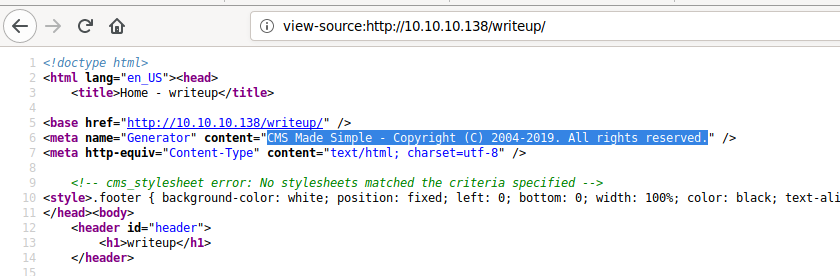 view-source:http://10.10.10.138/writeup/
1 <!doctype html>
2 <html lang="en_US"><head>
3 <title>Home - writeup</title>
4
5 <base href="http://10.10.10.138/writeup/" />
6 <meta name="Generator" content="CMS Made Simple - Copyright (C) 2004-2019. All rights reserved." />
7 <meta http-equiv="Content-Type" content="text/html; charset=utf-8" />
8
9 <!-- cms_stylesheet error: No stylesheets matched the criteria specified -->
10 <style>.footer { background-color: white; position: fixed; left: 0; bottom: 0; width: 100%; color: black; text-ali
11 </head><body>
12 <header id="header">
13 <h1>writeup</h1>
14 </header>
15